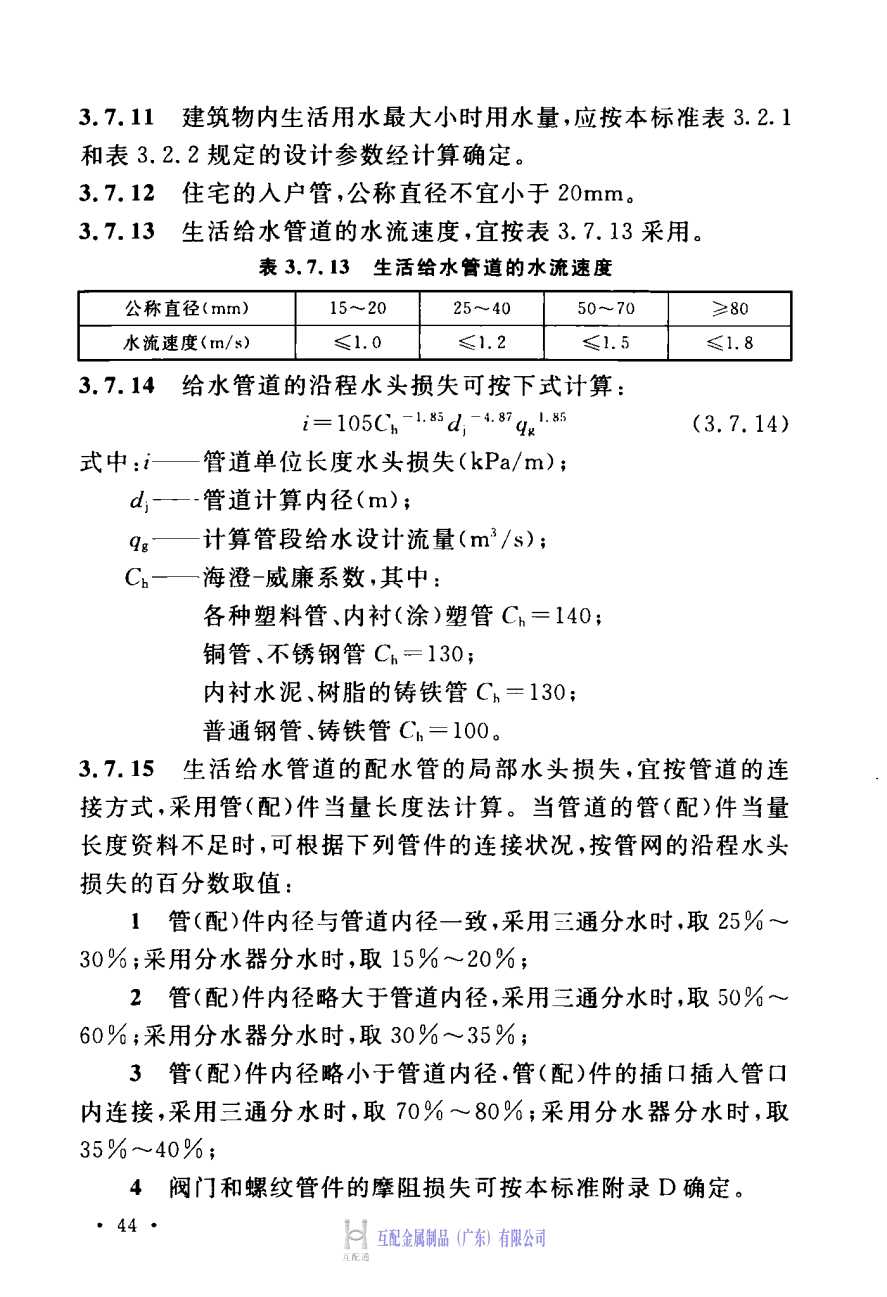 3.7.11 建筑物内生活用水最大小时用水量,应按本标准表 3.2.1
和表 3.2.2 规定的设计参数经计算确定。
3.7.12 住宅的入户管,公称直径不宜小于 20mm。
3.7.13 生活给水管道的水流速度,宜按表 3.7.13 采用。
表 3.7.13 生活给水管道的水流速度
公称直径(mm) 15～20 25～40 50～70 ≥80
水流速度(m/s) ≤1.0 ≤1.2 ≤1.5 ≤1.8
3.7.14 给水管道的沿程水头损失可按下式计算:
i=105Cₕ⁻¹·⁸⁵dⱼ⁻⁴·⁸⁷q_g¹·⁸⁵ (3.7.14)
式中:i——管道单位长度水头损失(kPa/m);
dⱼ——管道计算内径(m);
q_g——计算管段给水设计流量(m³/s);
Cₕ——海澄-威廉系数,其中:
各种塑料管、内衬(涂)塑管 Cₕ=140;
铜管、不锈钢管 Cₕ=130;
内衬水泥、树脂的铸铁管 Cₕ=130;
普通钢管、铸铁管 Cₕ=100。
3.7.15 生活给水管道的配水管的局部水头损失,宜按管道的连
接方式,采用管(配)件当量长度法计算。当管道的管(配)件当量
长度资料不足时,可根据下列管件的连接状况,按管网的沿程水头
损失的百分数取值:
1 管(配)件内径与管道内径一致,采用三通分水时,取 25%～
30%;采用分水器分水时,取 15%～20%;
2 管(配)件内径略大于管道内径,采用三通分水时,取 50%～
60%;采用分水器分水时,取 30%～35%;
3 管(配)件内径略小于管道内径,管(配)件的插口插入管口
内连接,采用三通分水时,取 70%～80%;采用分水器分水时,取
35%～40%;
4 阀门和螺纹管件的摩阻损失可按本标准附录 D 确定。
· 44 ·
互配金属制品（广东）有限公司
互配通